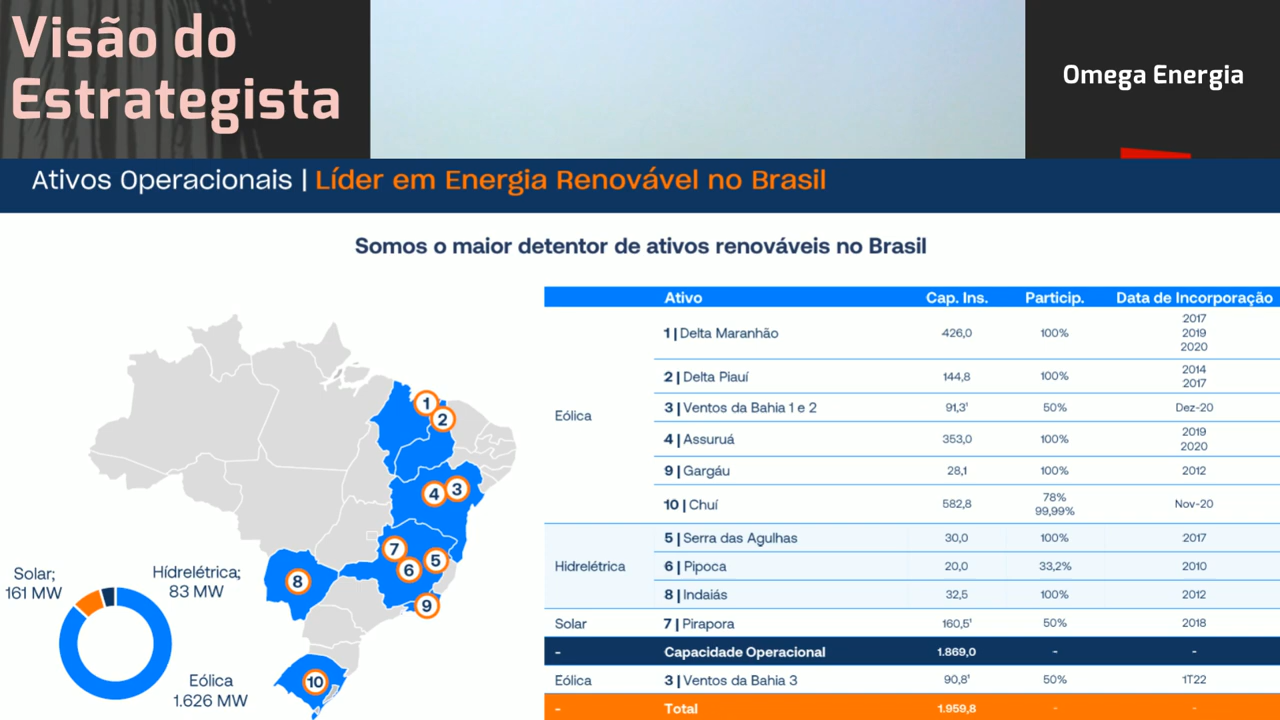 Visão do
Estrategista
Omega Energia
Ativos Operacionais | Líder em Energia Renovável no Brasil
Somos o maior detentor de ativos renováveis no Brasil
Ativo Cap. Ins. Particip. Data de Incorporação
Eólica
1 | Delta Maranhão 426,0 100% 2017
2019
2020
2 | Delta Piauí 144,8 100% 2014
2017
3 | Ventos da Bahia 1 e 2 91,3¹ 50% Dez-20
4 | Assuruá 353,0 100% 2019
2020
9 | Gargáu 28,1 100% 2012
10 | Chuí 582,8 78%
99,99% Nov-20
Hidrelétrica
5 | Serra das Agulhas 30,0 100% 2017
6 | Pipoca 20,0 33,2% 2010
8 | Indaiás 32,5 100% 2012
Solar 7 | Pirapora 160,5¹ 50% 2018
- Capacidade Operacional 1.869,0 - -
Eólica 3 | Ventos da Bahia 3 90,8¹ 50% 1T22
- Total 1.959,8 - -
1
2
3
4
5
6
7
8
9
10
Solar;
161 MW
Hídrelétrica;
83 MW
Eólica
1.626 MW